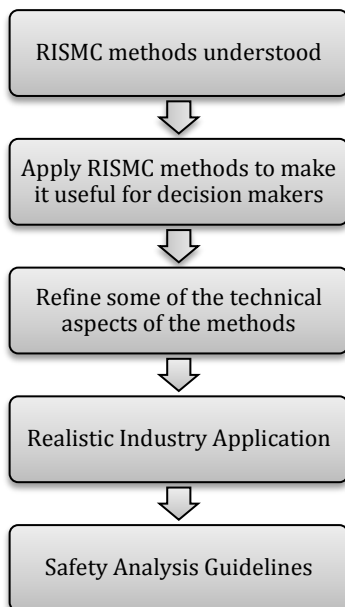 RISMC methods understood
Apply RISMC methods to make
it useful for decision makers
Refine some of the technical
aspects of the methods
Realistic Industry Application
Safety Analysis Guidelines